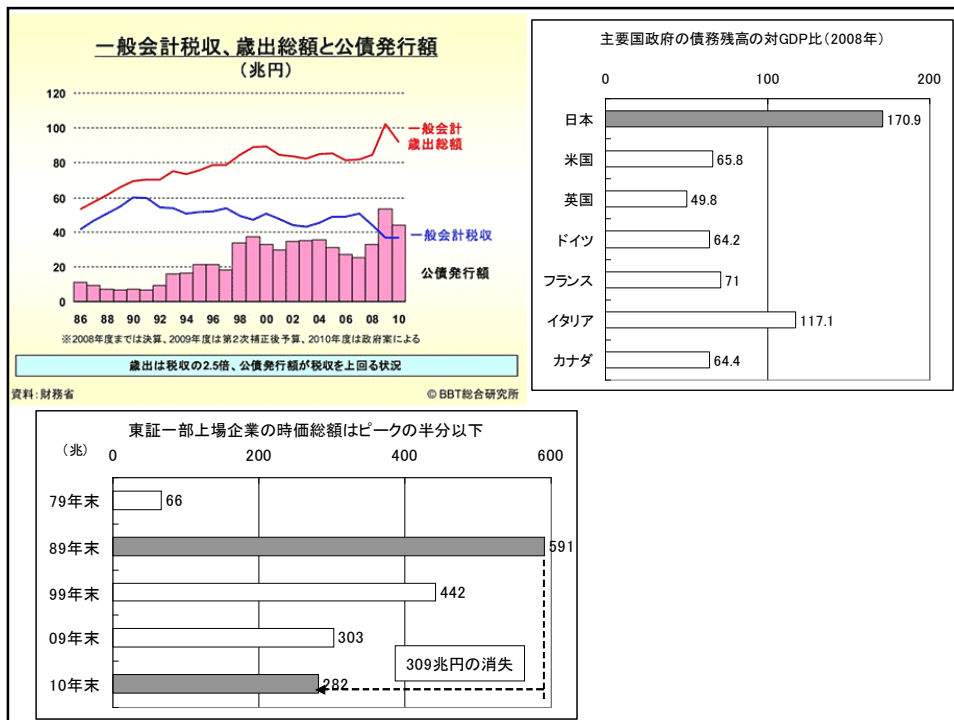 一般会計税収、歳出総額と公債発行額
(兆円)
120
100
80
60
40
20
0
一般会計
歳出総額
一般会計税収
公債発行額
86 88 90 92 94 96 98 00 02 04 06 08 10
※2008年度までは決算、2009年度は第2次補正後予算、2010年度は政府案による
歳出は税収の2.5倍、公債発行額が税収を上回る状況
資料:財務省
© BBT総合研究所
主要国政府の債務残高の対GDP比(2008年)
0 100 200
日本 170.9
米国 65.8
英国 49.8
ドイツ 64.2
フランス 71
イタリア 117.1
カナダ 64.4
東証一部上場企業の時価総額はピークの半分以下
(兆) 0 200 400 600
79年末 66
89年末 591
99年末 442
09年末 303
309兆円の消失
10年末 282